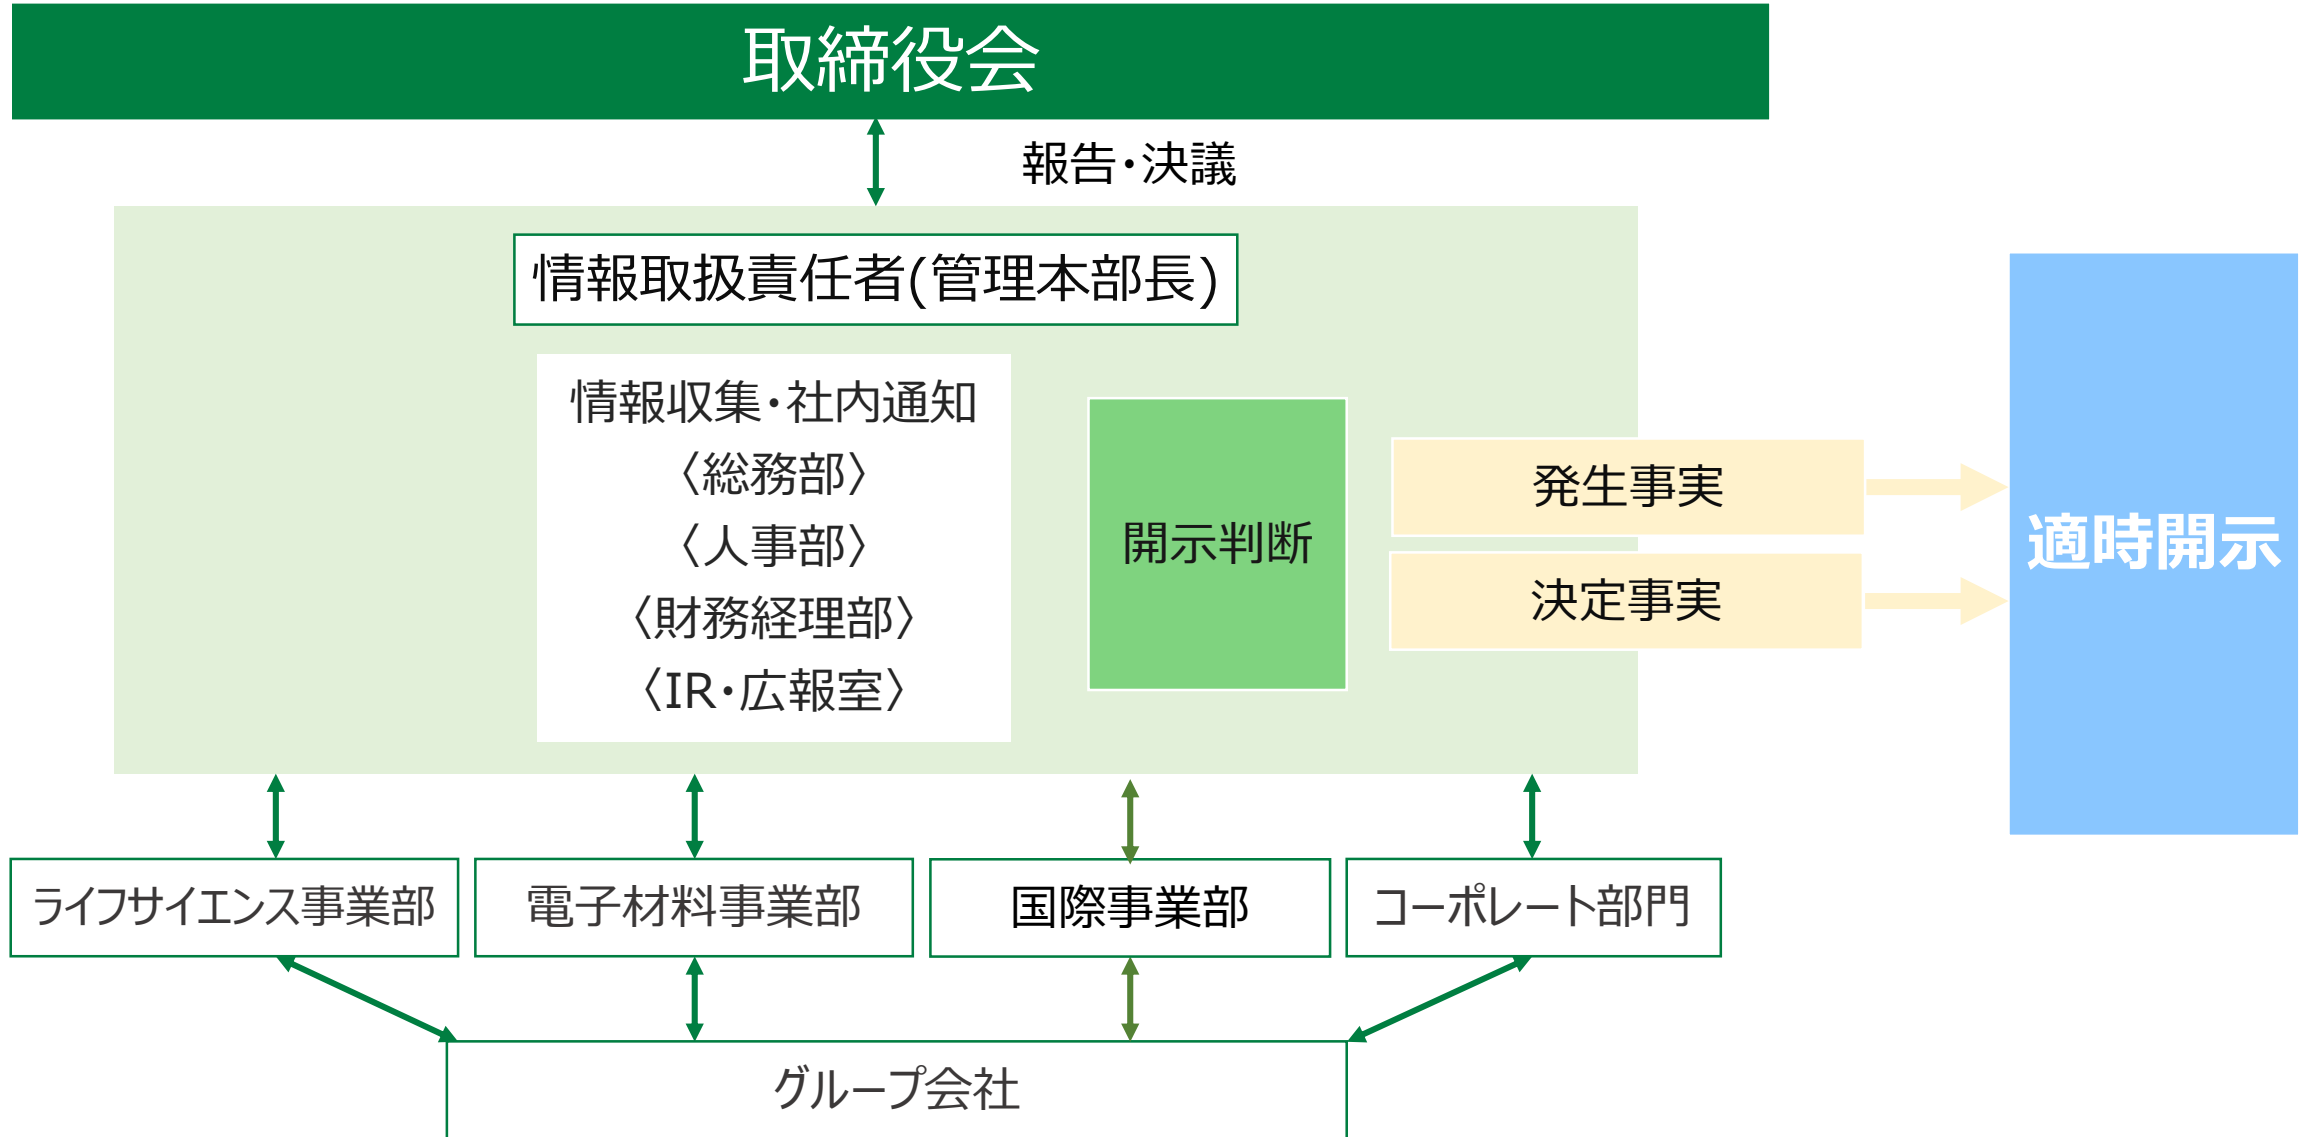 取締役会
報告・決議
情報取扱責任者(管理本部長)
情報収集・社内通知
〈総務部〉
〈人事部〉
〈財務経理部〉
〈IR・広報室〉
開示判断
発生事実
決定事実
適時開示
ライフサイエンス事業部
電子材料事業部
国際事業部
コーポレート部門
グループ会社